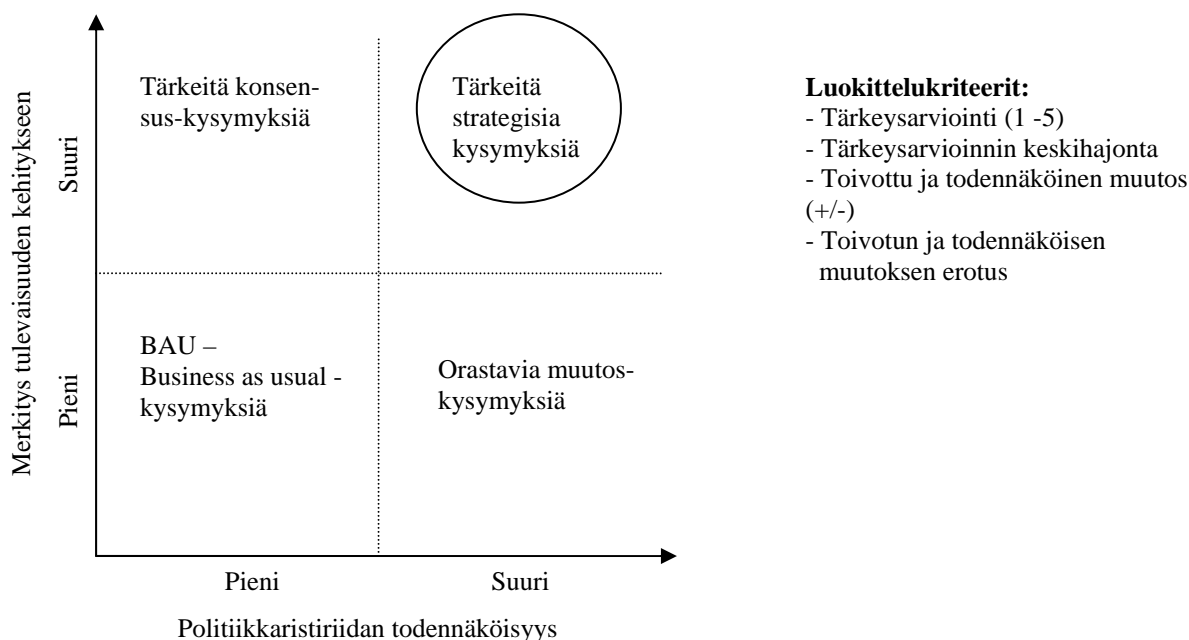 Merkitys tulevaisuuden kehitykseen
Suuri
Pieni
Tärkeitä konsen-
sus-kysymyksiä
Tärkeitä
strategisia
kysymyksiä
BAU –
Business as usual -
kysymyksiä
Orastavia muutos-
kysymyksiä
Pieni
Suuri
Politiikkaristiriidan todennäköisyys
Luokittelukriteerit:
- Tärkeysarviointi (1 -5)
- Tärkeysarvioinnin keskihajonta
- Toivottu ja todennäköinen muutos
(+/-)
- Toivotun ja todennäköisen
muutoksen erotus